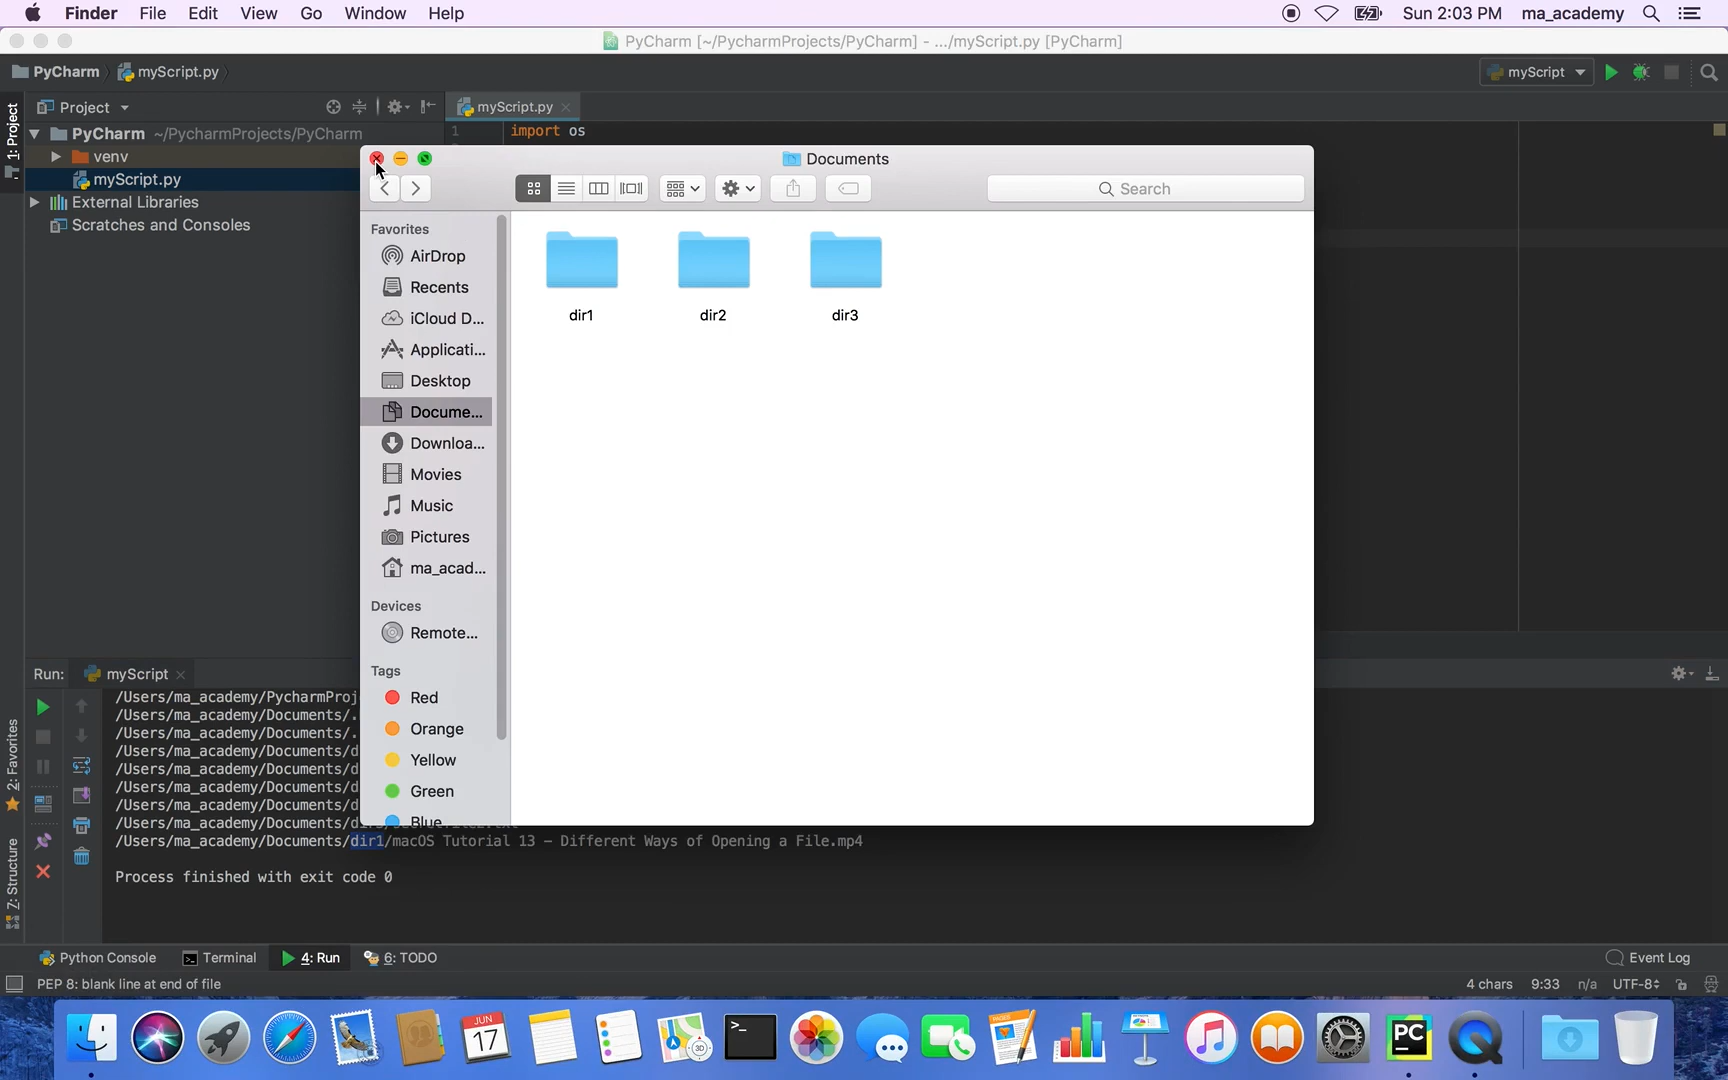 Finder File Edit View Go Window Help Sun 2:03 PM ma_academy
PyCharm [~/PycharmProjects/PyCharm] - .../myScript.py [PyCharm]
PyCharm myScript.py myScript
1: Project
Project myScript.py
PyCharm ~/PycharmProjects/PyCharm 1 import os
venv
myScript.py
External Libraries
Scratches and Consoles
Documents
Search
Favorites
AirDrop
Recents
iCloud D...
Applicati...
Desktop
Docume...
Downloa...
Movies
Music
Pictures
ma_acad...
Devices
Remote...
Tags
Red
Orange
Yellow
Green
Blue
dir1 dir2 dir3
Run: myScript
/Users/ma_academy/PycharmProj
/Users/ma_academy/Documents/.
/Users/ma_academy/Documents/.
/Users/ma_academy/Documents/d
/Users/ma_academy/Documents/d
/Users/ma_academy/Documents/d
/Users/ma_academy/Documents/d
/Users/ma_academy/Documents/
/Users/ma_academy/Documents/dir1/macOS Tutorial 13 – Different Ways of Opening a File.mp4
Process finished with exit code 0
2: Favorites
7: Structure
Python Console Terminal 4: Run 6: TODO Event Log
PEP 8: blank line at end of file 4 chars 9:33 n/a UTF-8
JUN
17
3D
>_
PC